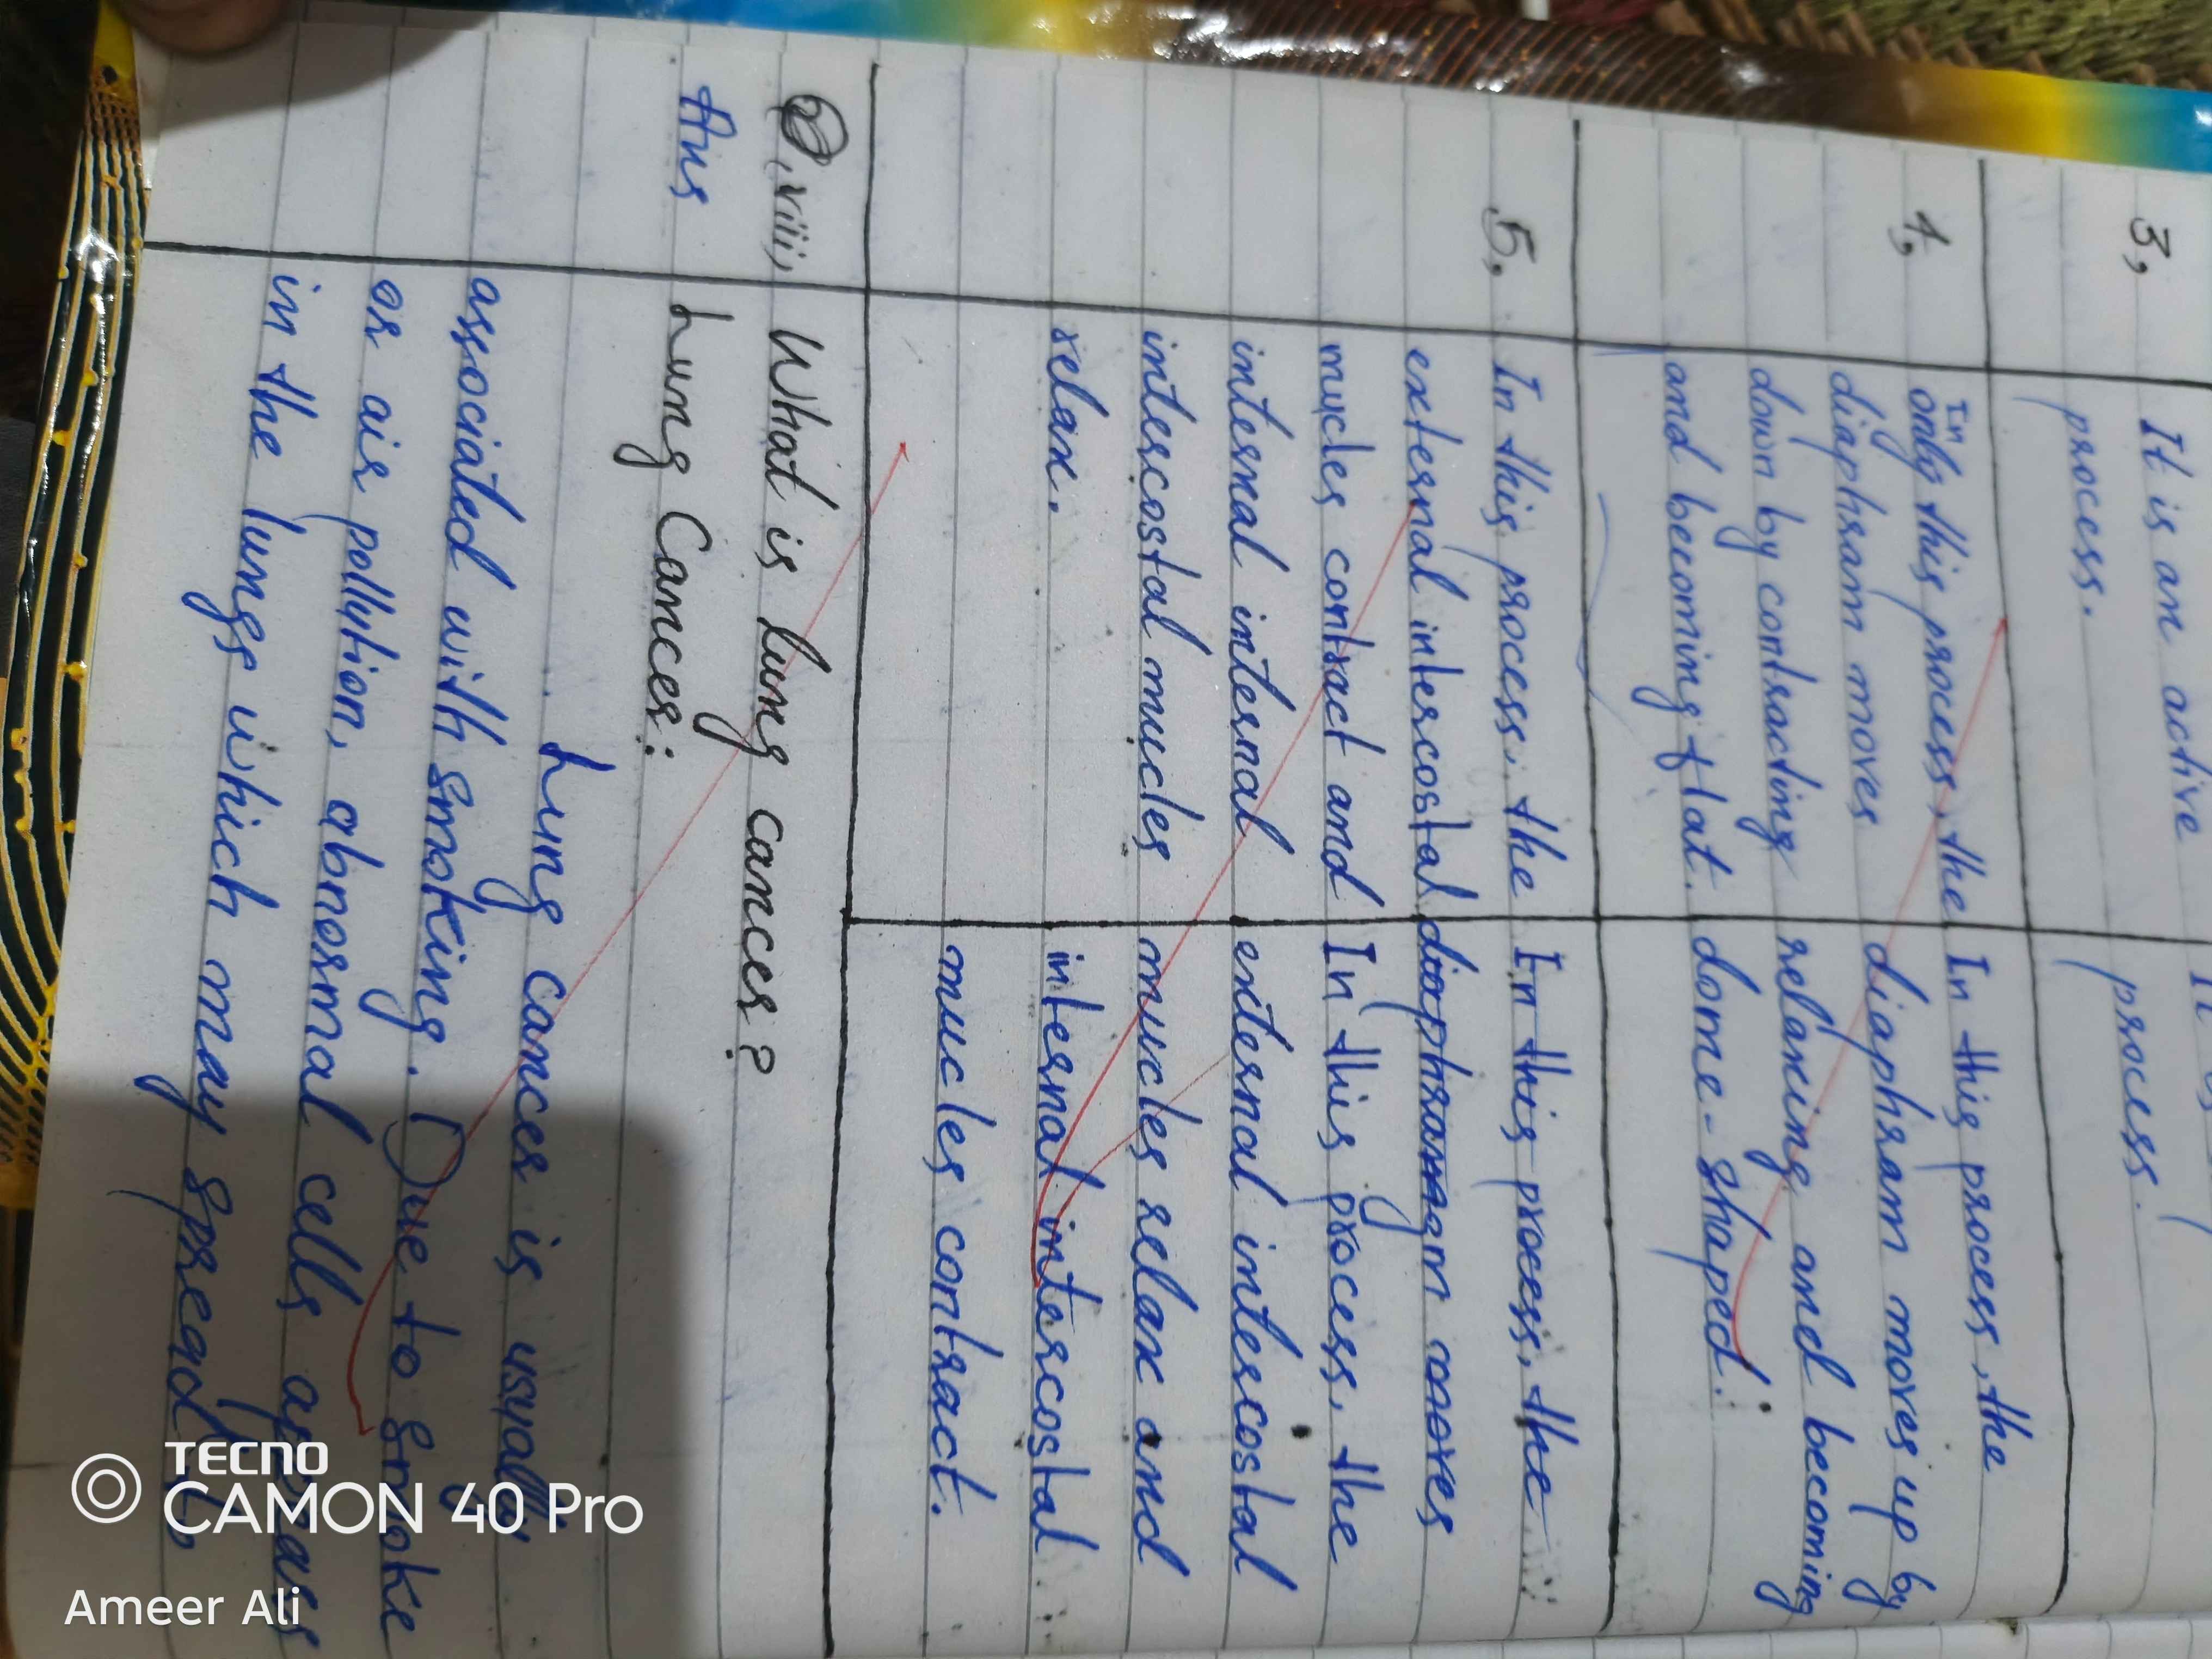 3, It is an active
process.
process.
4, In
only this process, the
diaphram moves
down by contracting
and becoming flat.
In this process, the
diaphram moves up by
relaxing and becoming
dome-shaped.
5, In this process, the
external intercostal
mucles contract and
internal internal
intercostal mucles
relax.
In this process, the
diaphragm moves
In this process, the
external intercostal
mucles relax and
internal intercostal
mucles contract.
Q, viii, What is lung cancer?
Ans Lung Cancer:
Lung cancer is usually
associated with smoking. Due to smoke
or air pollution, abnormal cells appears
in the lungs which may spread to
TECNO
CAMON 40 Pro
Ameer Ali